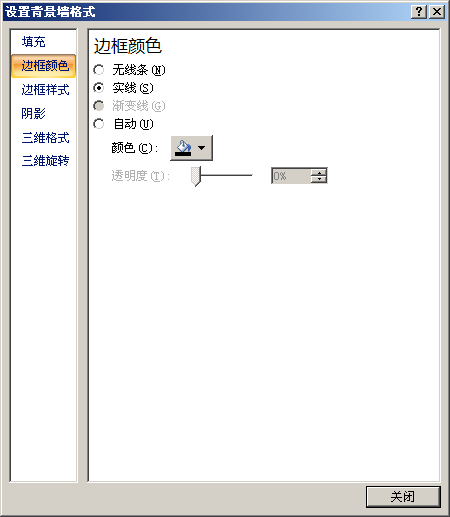 设置背景墙格式
填充
边框颜色
边框样式
阴影
三维格式
三维旋转
边框颜色
无线条(N)
实线(S)
渐变线(G)
自动(U)
颜色(C):
透明度(T): 0%
关闭